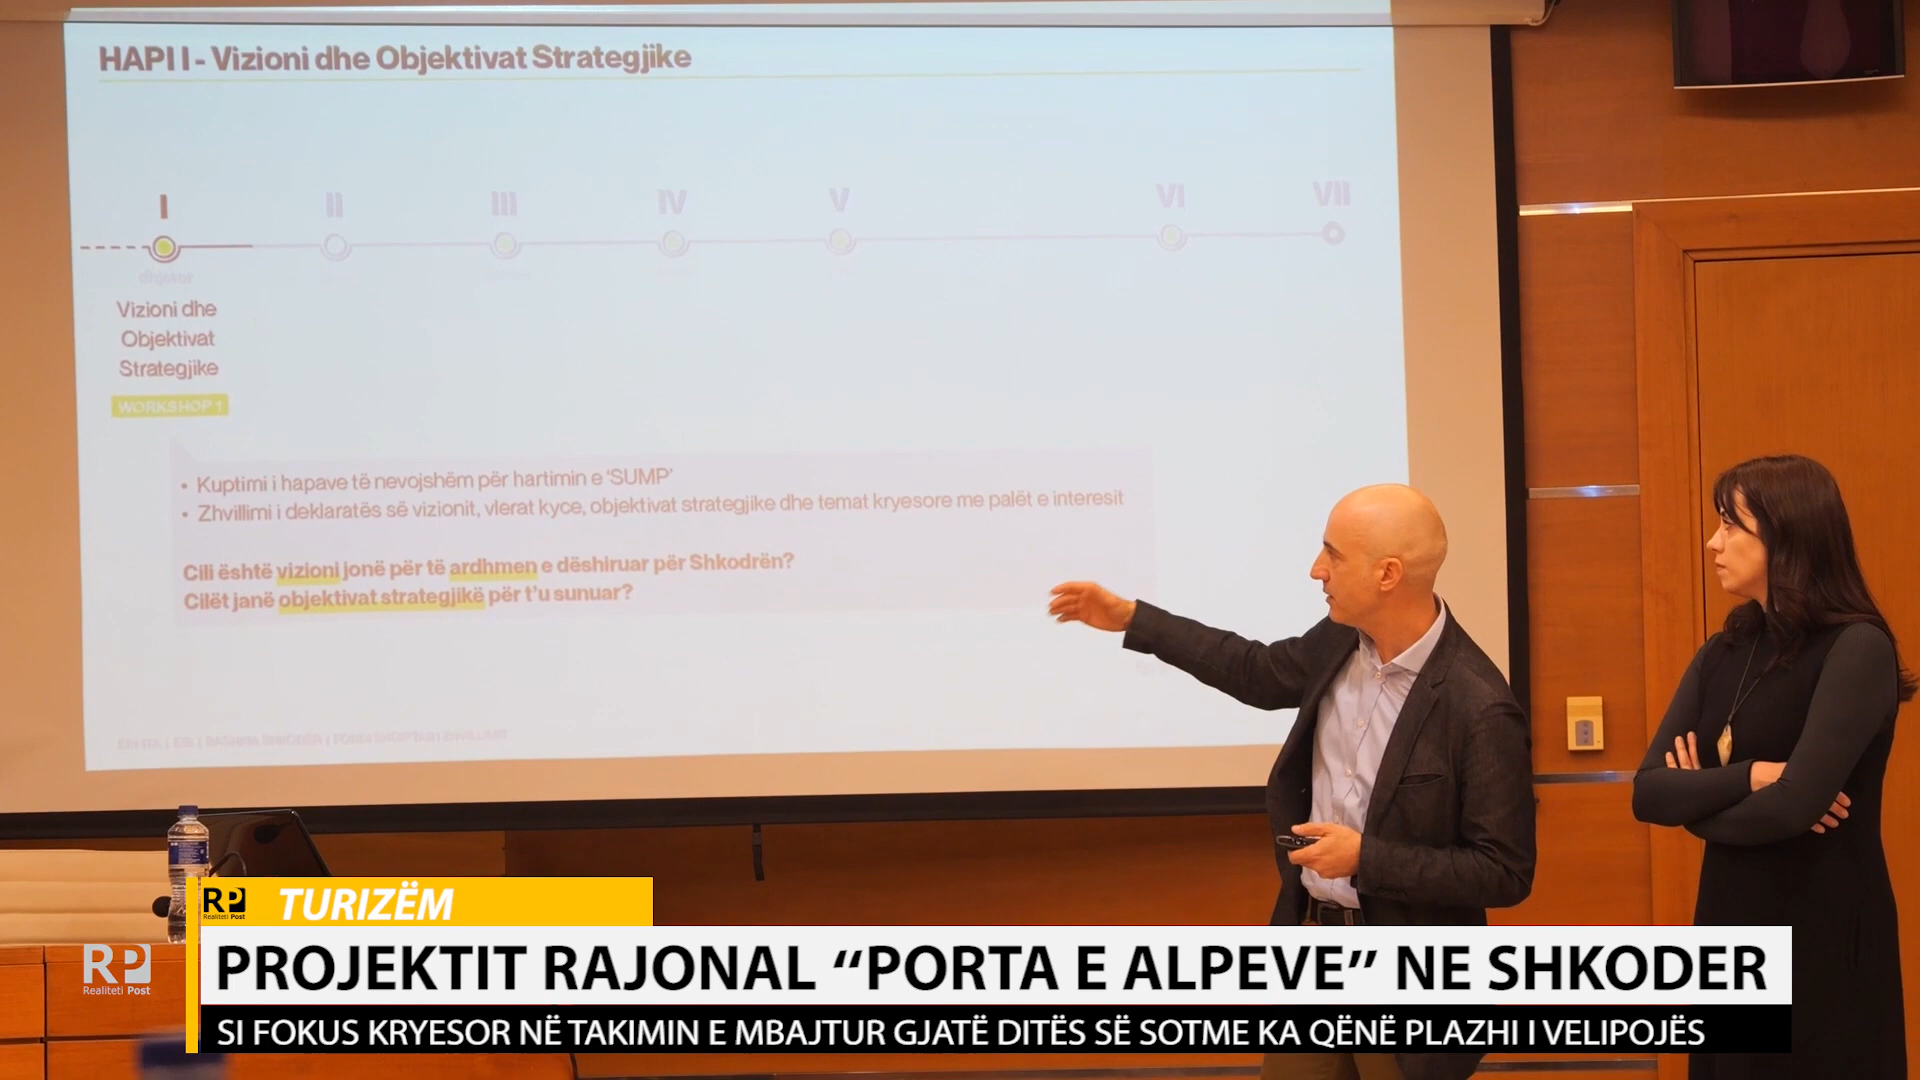 HAPI I - Vizioni dhe Objektivat Strategjike
I II III IV V VI VII
dhjetor
Vizioni dhe
Objektivat
Strategjike
WORKSHOP 1
• Kuptimi i hapave të nevojshëm për hartimin e ‘SUMP’
• Zhvillimi i deklaratës së vizionit, vlerat kyce, objektivat strategjike dhe temat kryesore me palët e interesit
Cili është vizioni jonë për të ardhmen e dëshiruar për Shkodrën?
Cilët janë objektivat strategjikë për t'u sunuar?
RP Realiteti Post
TURIZËM
RP Realiteti Post
PROJEKTIT RAJONAL “PORTA E ALPEVE” NE SHKODER
SI FOKUS KRYESOR NË TAKIMIN E MBAJTUR GJATË DITËS SË SOTME KA QËNË PLAZHI I VELIPOJËS